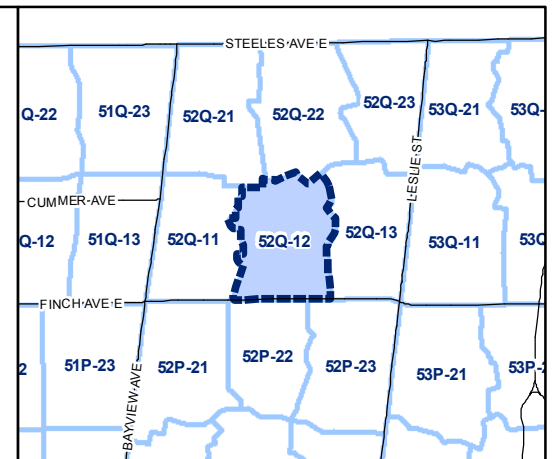 STEELES AVE E
Q-22
51Q-23
52Q-21
52Q-22
52Q-23
53Q-21
53Q-
LESLIE ST
CUMMER AVE
Q-12
51Q-13
52Q-11
52Q-12
52Q-13
53Q-11
53Q
FINCH AVE E
2
51P-23
52P-21
52P-22
52P-23
53P-21
53P-
BAYVIEW AVE